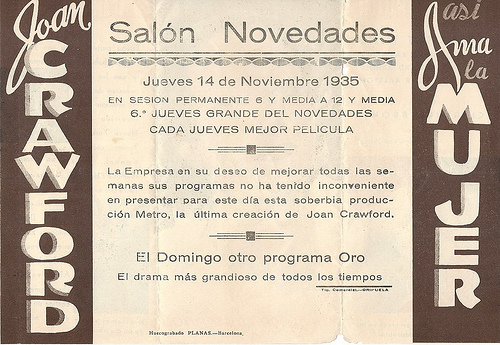 Joan
CRAWFORD
Salón Novedades
Jueves 14 de Noviembre 1935
EN SESION PERMANENTE 6 Y MEDIA A 12 Y MEDIA
6.º JUEVES GRANDE DEL NOVEDADES
CADA JUEVES MEJOR PELICULA
La Empresa en su deseo de mejorar todas las se-
manas sus programas no ha tenido inconveniente
en presentar para este día esta soberbia produc-
ción Metro, la última creación de Joan Crawford.
El Domingo otro programa Oro
El drama más grandioso de todos los tiempos
Tip. Comercial.-ORIHUELA
Huecograbado PLANAS.—Barcelona.
así
Ama
la
MUJER